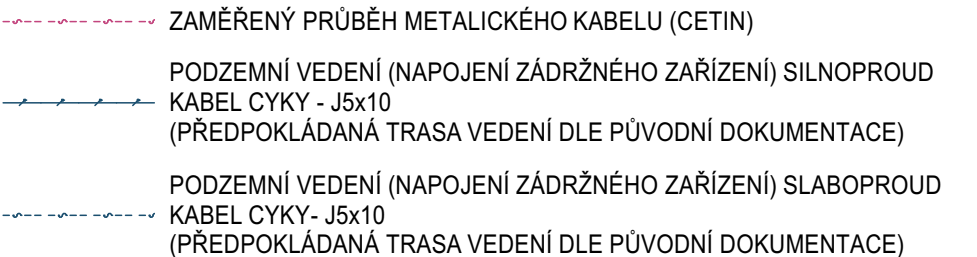 ZAMĚŘENÝ PRŮBĚH METALICKÉHO KABELU (CETIN)
PODZEMNÍ VEDENÍ (NAPOJENÍ ZÁDRŽNÉHO ZAŘÍZENÍ) SILNOPROUD
KABEL CYKY - J5x10
(PŘEDPOKLÁDANÁ TRASA VEDENÍ DLE PŮVODNÍ DOKUMENTACE)
PODZEMNÍ VEDENÍ (NAPOJENÍ ZÁDRŽNÉHO ZAŘÍZENÍ) SLABOPROUD
KABEL CYKY- J5x10
(PŘEDPOKLÁDANÁ TRASA VEDENÍ DLE PŮVODNÍ DOKUMENTACE)